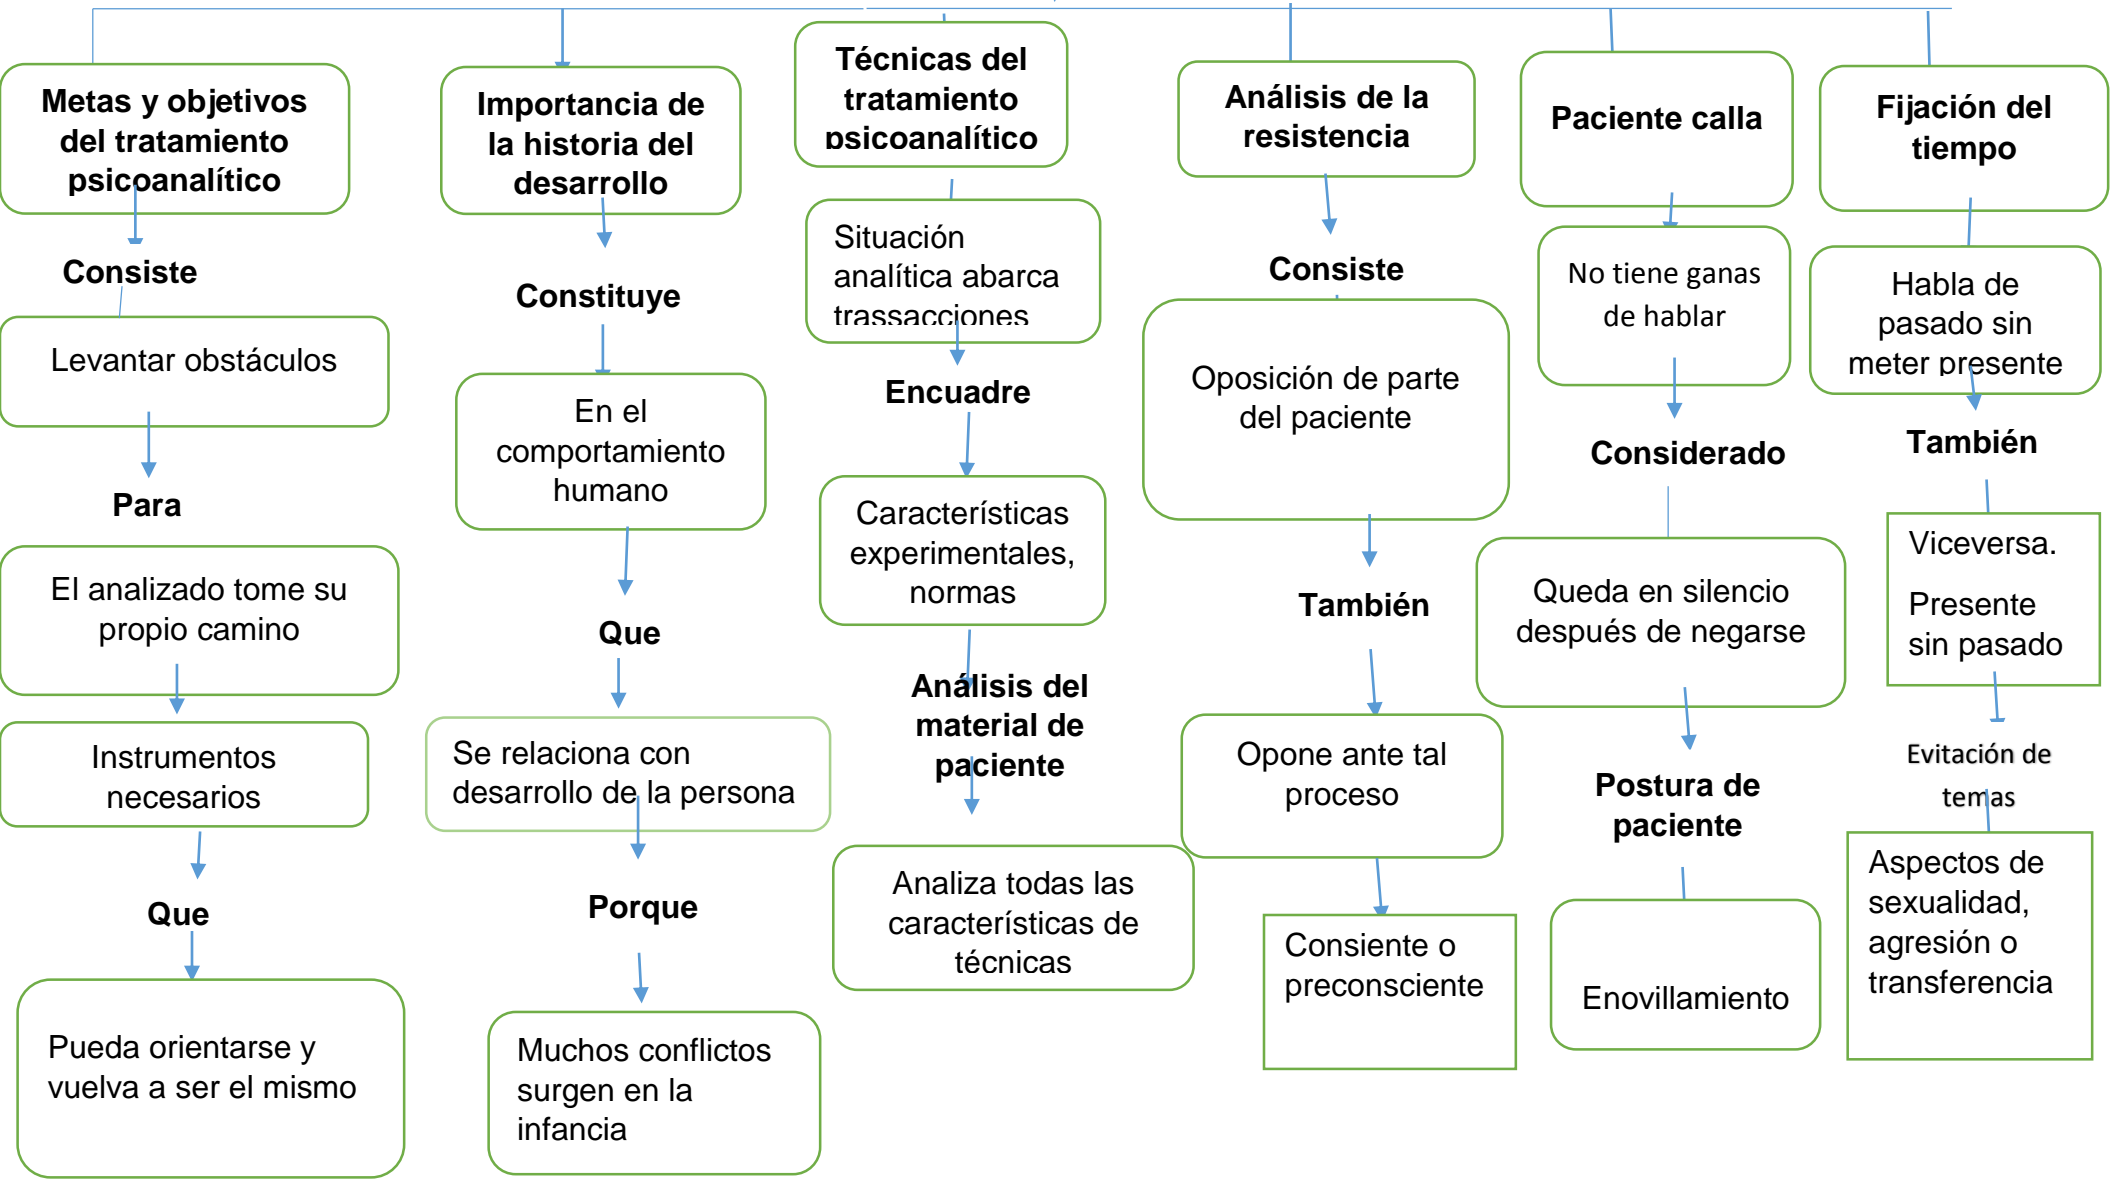 Metas y objetivos
del tratamiento
psicoanalítico
Consiste
Levantar obstáculos
Para
El analizado tome su
propio camino
Instrumentos
necesarios
Que
Pueda orientarse y
vuelva a ser el mismo
Importancia de
la historia del
desarrollo
Constituye
En el
comportamiento
humano
Que
Se relaciona con
desarrollo de la persona
Porque
Muchos conflictos
surgen en la
infancia
Técnicas del
tratamiento
psicoanalítico
Situación
analítica abarca
trassacciones
Encuadre
Características
experimentales,
normas
Análisis del
material de
paciente
Analiza todas las
características de
técnicas
Análisis de la
resistencia
Consiste
Oposición de parte
del paciente
También
Opone ante tal
proceso
Consiente o
preconsciente
Paciente calla
No tiene ganas
de hablar
Considerado
Queda en silencio
después de negarse
Postura de
paciente
Enovillamiento
Fijación del
tiempo
Habla de
pasado sin
meter presente
También
Viceversa.
Presente
sin pasado
Evitación de
temas
Aspectos de
sexualidad,
agresión o
transferencia